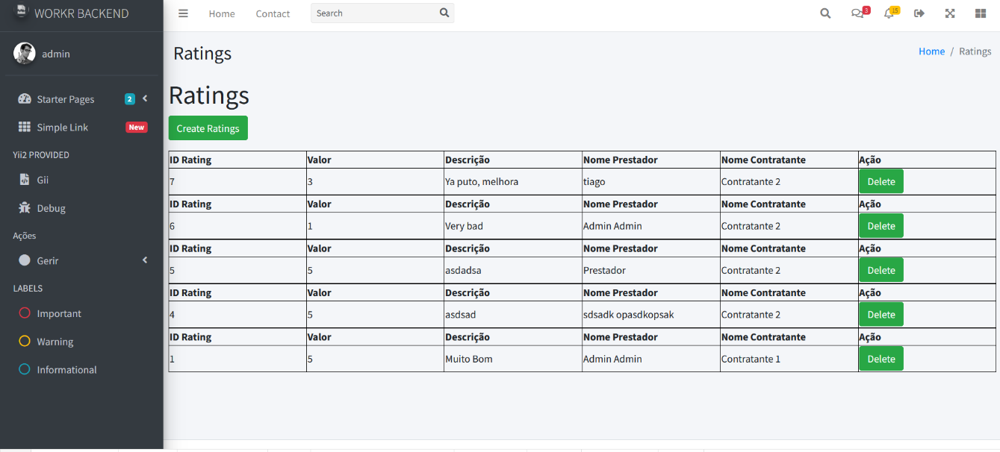 WORKR BACKEND
Home Contact Search 3 15
admin
Ratings
Home / Ratings
Starter Pages 2
Simple Link New
Yii2 PROVIDED
Gii
Debug
Ações
Gerir
LABELS
Important
Warning
Informational
Ratings
Create Ratings
ID Rating Valor Descrição Nome Prestador Nome Contratante Ação
7 3 Ya puto, melhora tiago Contratante 2 Delete
ID Rating Valor Descrição Nome Prestador Nome Contratante Ação
6 1 Very bad Admin Admin Contratante 2 Delete
ID Rating Valor Descrição Nome Prestador Nome Contratante Ação
5 5 asdadsa Prestador Contratante 2 Delete
ID Rating Valor Descrição Nome Prestador Nome Contratante Ação
4 5 asdsad sdsadk opasdkopsak Contratante 2 Delete
ID Rating Valor Descrição Nome Prestador Nome Contratante Ação
1 5 Muito Bom Admin Admin Contratante 1 Delete